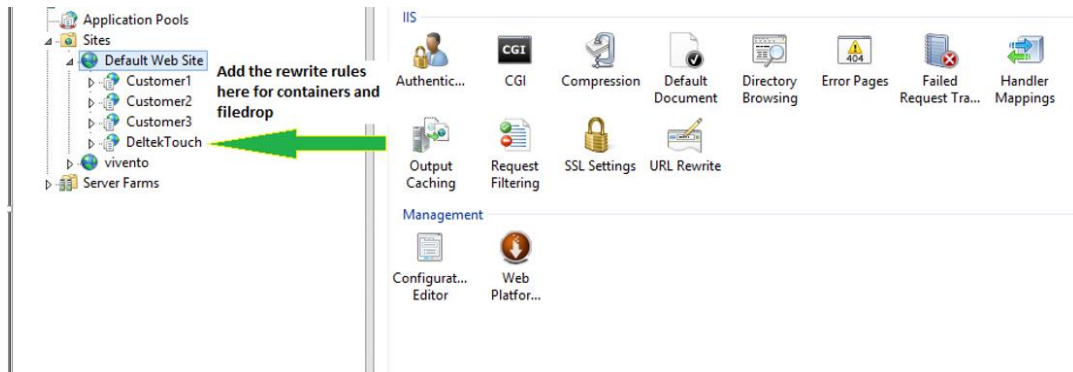 Application Pools
Sites
Default Web Site
Customer1
Customer2
Customer3
DeltekTouch
vivento
Server Farms
Add the rewrite rules
here for containers and
filedrop
IIS
Authentic...
CGI
CGI
Compression
Default
Document
Directory
Browsing
404
Error Pages
Failed
Request Tra...
Handler
Mappings
Output
Caching
Request
Filtering
SSL Settings
URL Rewrite
Management
Configurat...
Editor
Web
Platfor...